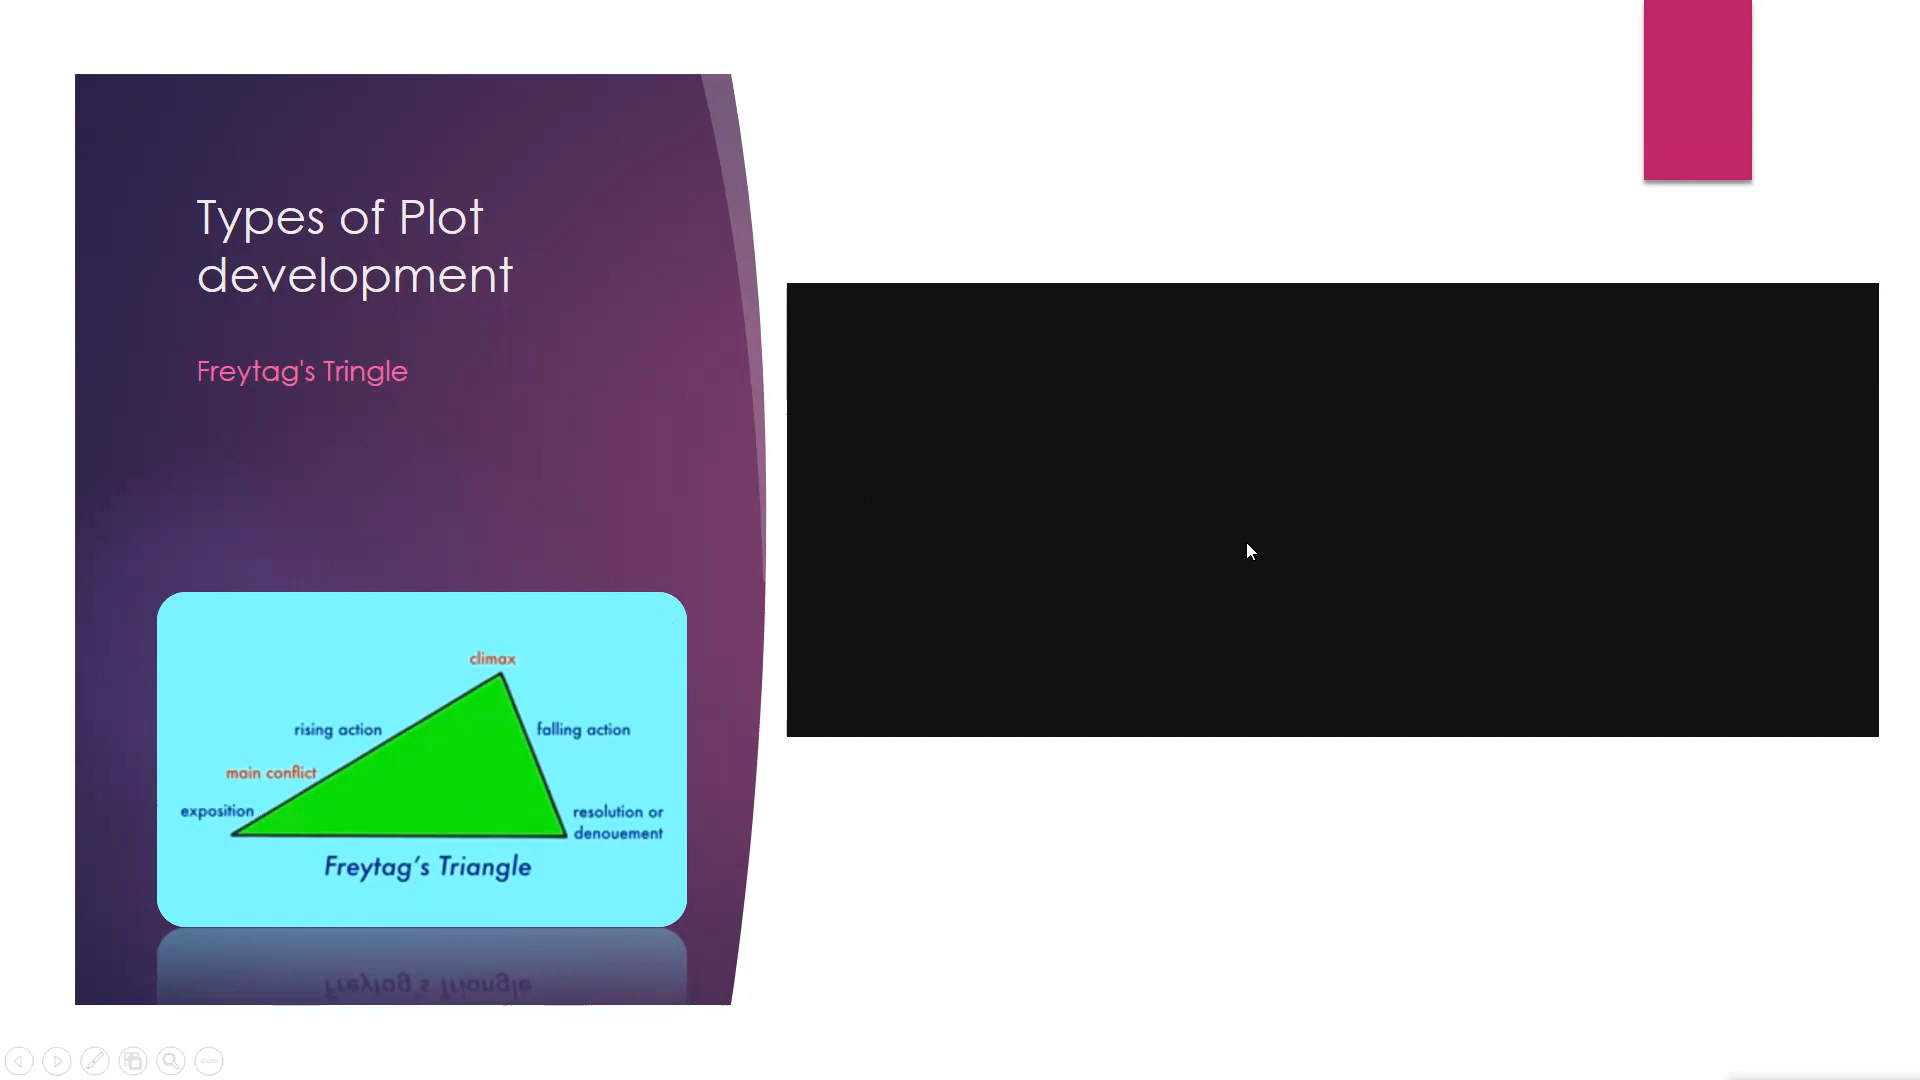 Types of Plot
development
Freytag's Tringle
climax
rising action
falling action
main conflict
exposition
resolution or
denouement
Freytag's Triangle